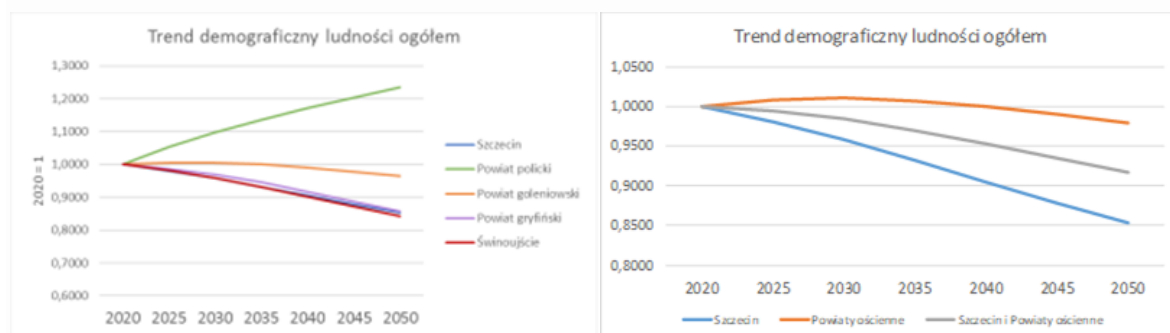 Trend demograficzny ludności ogółem
1,3000
1,2000
1,1000
1,0000
0,9000
0,8000
0,7000
0,6000
2020 = 1
2020 2025 2030 2035 2040 2045 2050
Szczecin
Powiat policki
Powiat goleniowski
Powiat gryfiński
Świnoujście
Trend demograficzny ludności ogółem
1,0500
1,0000
0,9500
0,9000
0,8500
0,8000
2020 2025 2030 2035 2040 2045 2050
Szczecin Powiaty ościenne Szczecin i Powiaty ościenne